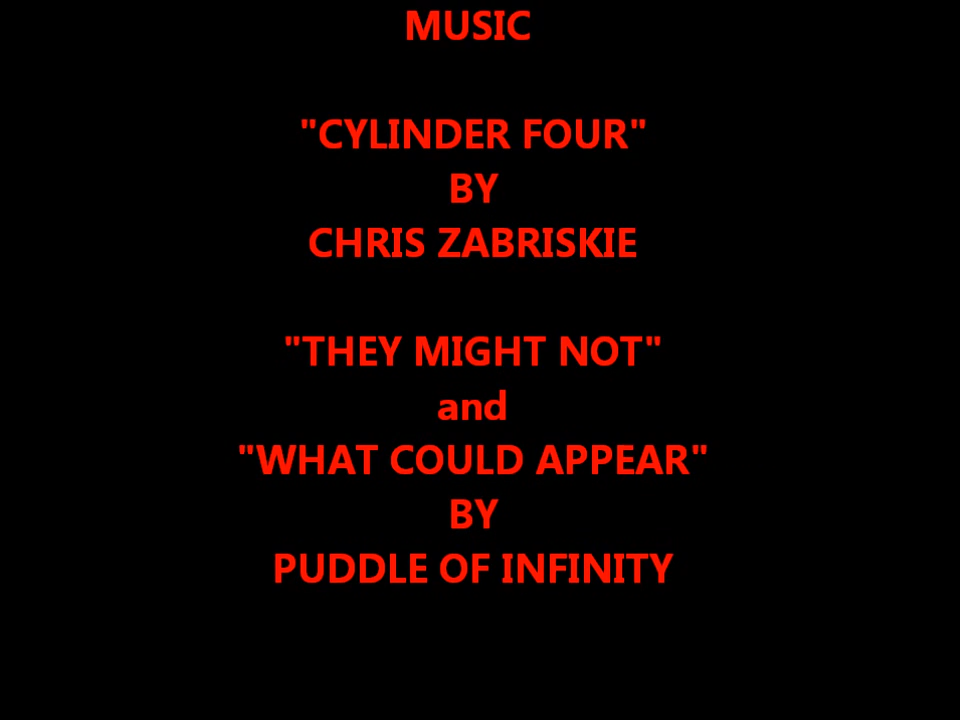 MUSIC
"CYLINDER FOUR"
BY
CHRIS ZABRISKIE
"THEY MIGHT NOT"
and
"WHAT COULD APPEAR"
BY
PUDDLE OF INFINITY